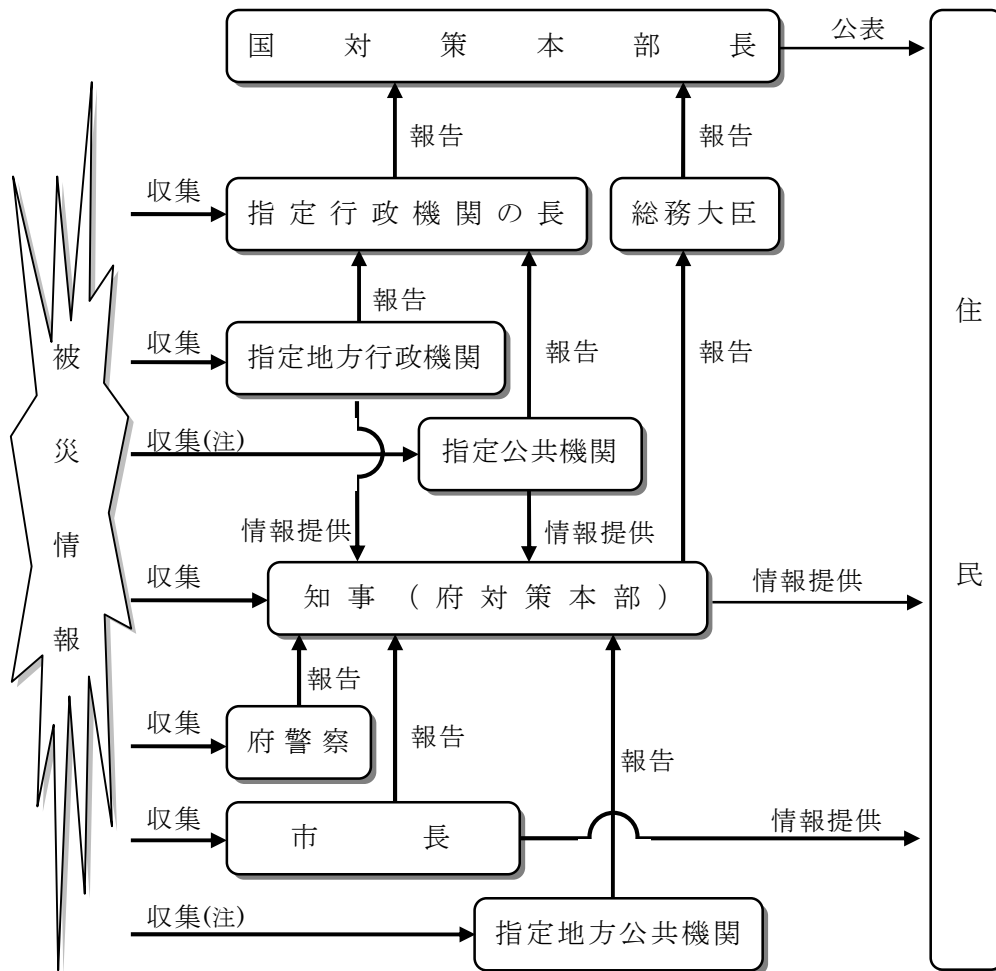 国対策本部長
公表
報告
報告
収集
指定行政機関の長
総務大臣
報告
収集
指定地方行政機関
報告
報告
収集(注)
指定公共機関
情報提供
情報提供
収集
知事(府対策本部)
情報提供
報告
収集
府警察
報告
報告
収集
市長
情報提供
収集(注)
指定地方公共機関
被災情報
住民